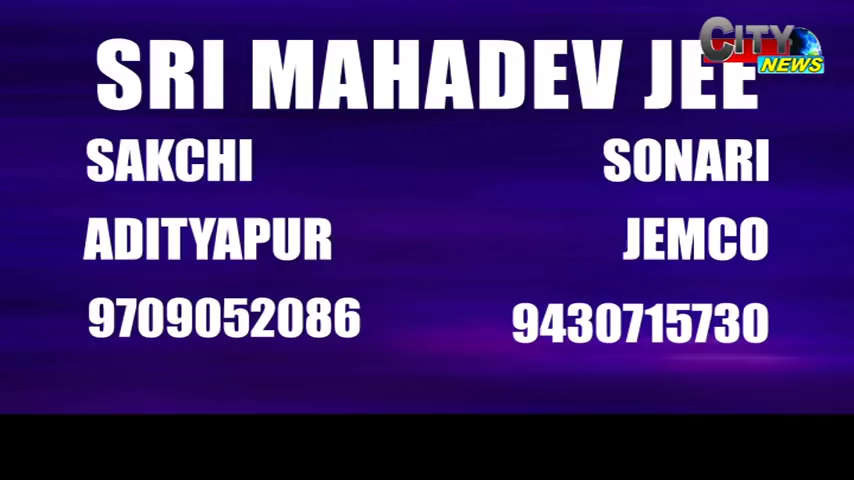 CITY
NEWS
SRI MAHADEV JEE
SAKCHI SONARI
ADITYAPUR JEMCO
9709052086 9430715730